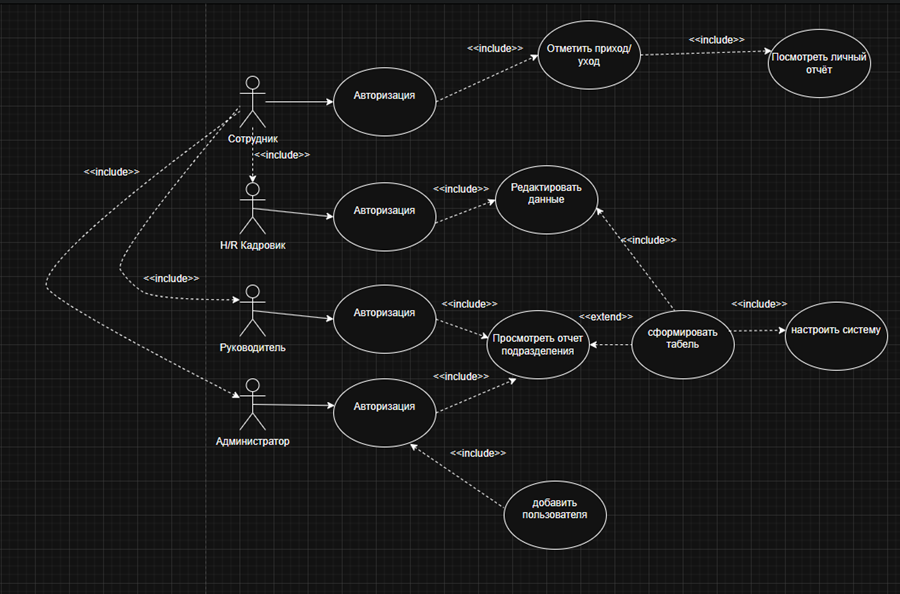 <<include>>
Отметить приход/
уход
<<include>>
Посмотреть личный
отчёт
Авторизация
Сотрудник
<<include>>
<<include>>
Авторизация
<<include>>
Редактировать
данные
H/R Кадровик
<<include>>
<<include>>
Авторизация
<<include>>
Руководитель
Просмотреть отчет
подразделения
<<extend>>
сформировать
табель
<<include>>
настроить систему
<<include>>
Авторизация
Администратор
<<include>>
добавить
пользователя